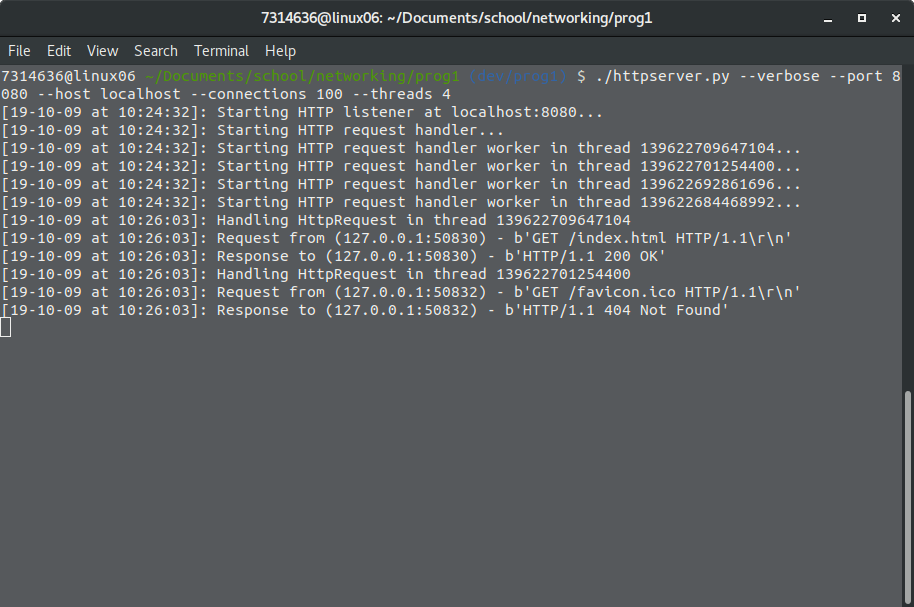 7314636@linux06: ~/Documents/school/networking/prog1
File Edit View Search Terminal Help
7314636@linux06 ~/Documents/school/networking/prog1 (dev/prog1) $ ./httpserver.py --verbose --port 8
080 --host localhost --connections 100 --threads 4
[19-10-09 at 10:24:32]: Starting HTTP listener at localhost:8080...
[19-10-09 at 10:24:32]: Starting HTTP request handler...
[19-10-09 at 10:24:32]: Starting HTTP request handler worker in thread 139622709647104...
[19-10-09 at 10:24:32]: Starting HTTP request handler worker in thread 139622701254400...
[19-10-09 at 10:24:32]: Starting HTTP request handler worker in thread 139622692861696...
[19-10-09 at 10:24:32]: Starting HTTP request handler worker in thread 139622684468992...
[19-10-09 at 10:26:03]: Handling HttpRequest in thread 139622709647104
[19-10-09 at 10:26:03]: Request from (127.0.0.1:50830) - b'GET /index.html HTTP/1.1\r\n'
[19-10-09 at 10:26:03]: Response to (127.0.0.1:50830) - b'HTTP/1.1 200 OK'
[19-10-09 at 10:26:03]: Handling HttpRequest in thread 139622701254400
[19-10-09 at 10:26:03]: Request from (127.0.0.1:50832) - b'GET /favicon.ico HTTP/1.1\r\n'
[19-10-09 at 10:26:03]: Response to (127.0.0.1:50832) - b'HTTP/1.1 404 Not Found'